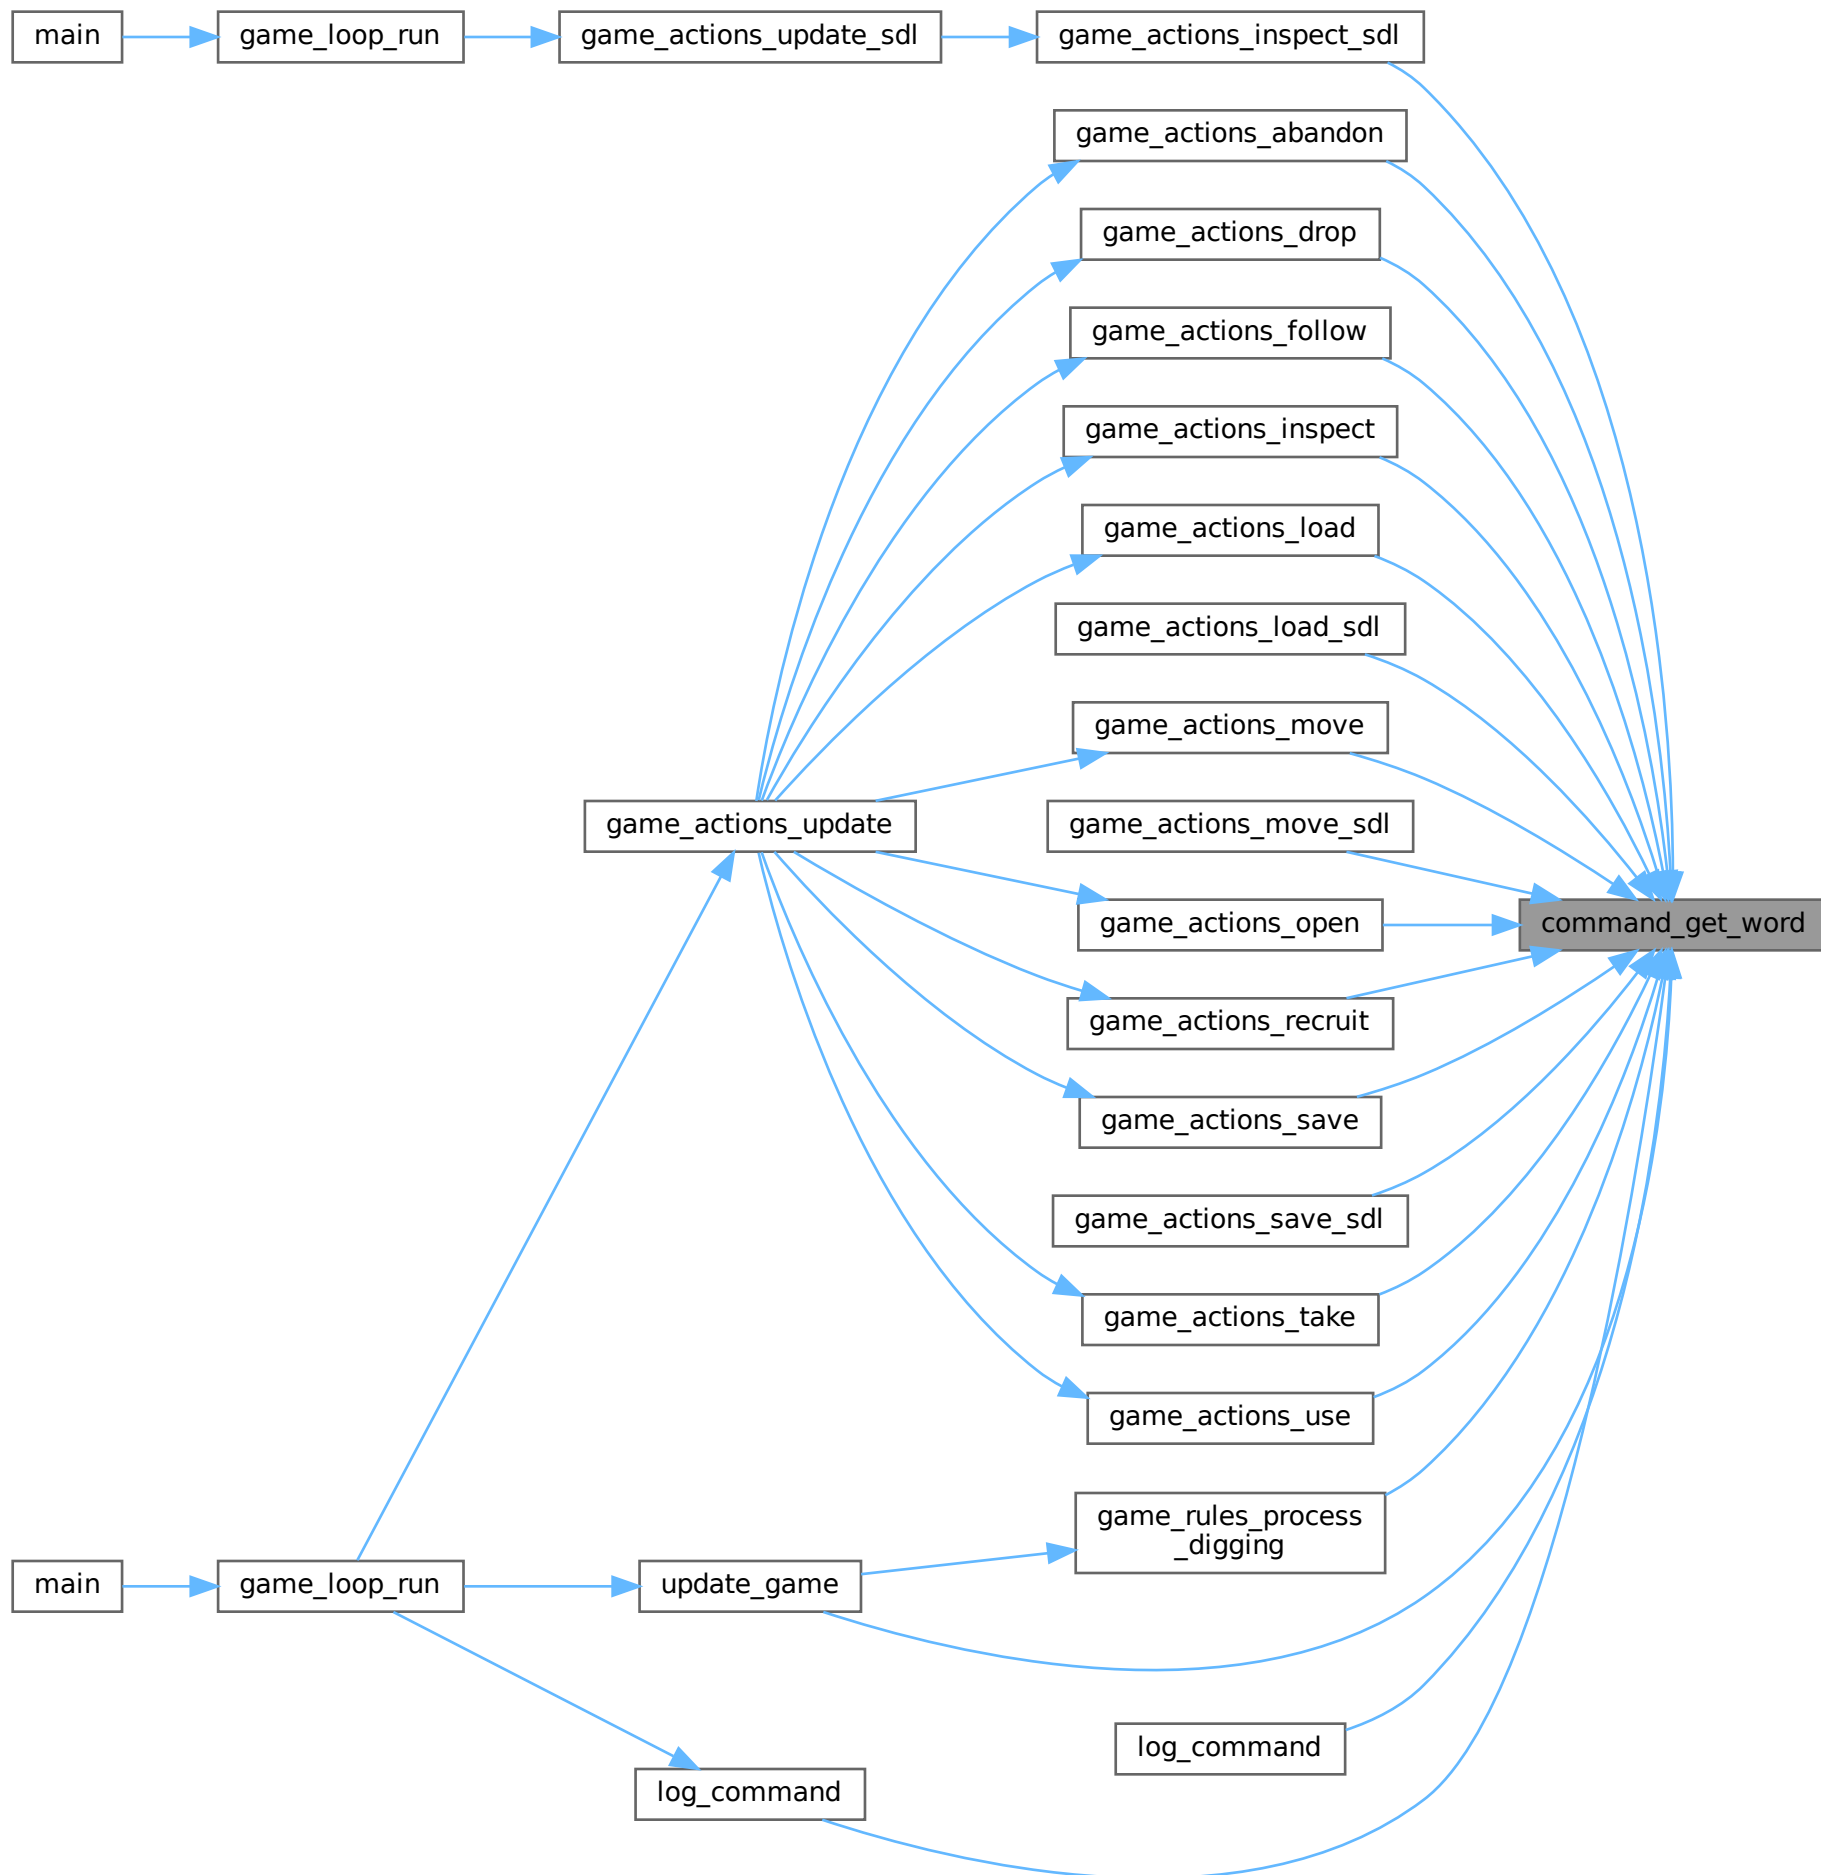 main
game_loop_run
game_actions_update_sdl
game_actions_inspect_sdl
game_actions_abandon
game_actions_drop
game_actions_follow
game_actions_inspect
game_actions_load
game_actions_load_sdl
game_actions_move
game_actions_update
game_actions_move_sdl
game_actions_open
command_get_word
game_actions_recruit
game_actions_save
game_actions_save_sdl
game_actions_take
game_actions_use
game_rules_process
_digging
main
game_loop_run
update_game
log_command
log_command